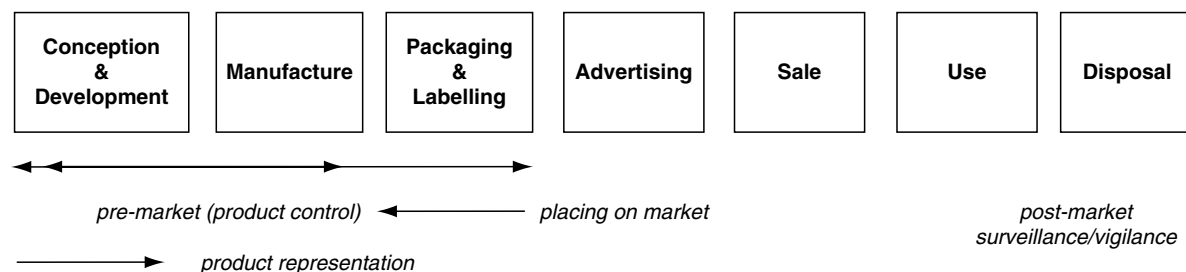 Conception
&
Development
Manufacture
Packaging
&
Labelling
Advertising
Sale
Use
Disposal
pre-market (product control)
placing on market
post-market
surveillance/vigilance
product representation